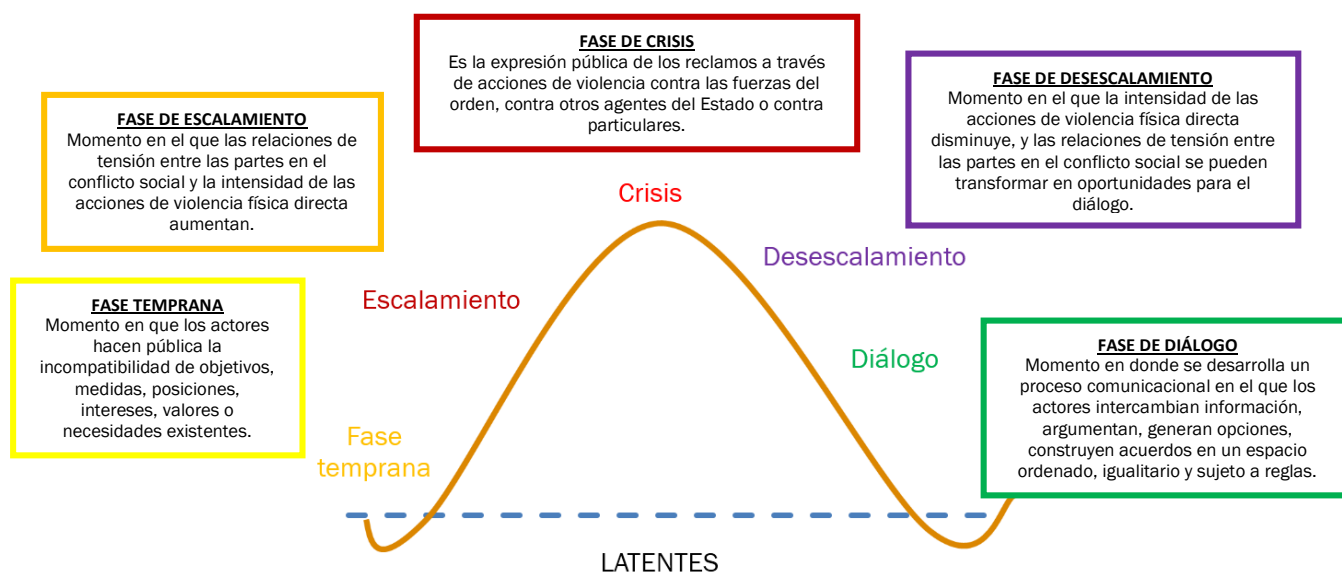 FASE DE CRISIS
Es la expresión pública de los reclamos a través
de acciones de violencia contra las fuerzas del
orden, contra otros agentes del Estado o contra
particulares.
FASE DE DESESCALAMIENTO
Momento en el que la intensidad de las
acciones de violencia física directa
disminuye, y las relaciones de tensión entre
las partes en el conflicto social se pueden
transformar en oportunidades para el
diálogo.
FASE DE ESCALAMIENTO
Momento en el que las relaciones de
tensión entre las partes en el
conflicto social y la intensidad de las
acciones de violencia física directa
aumentan.
Crisis
Desescalamiento
Escalamiento
FASE TEMPRANA
Momento en que los actores
hacen pública la
incompatibilidad de objetivos,
medidas, posiciones,
intereses, valores o
necesidades existentes.
Diálogo
FASE DE DIÁLOGO
Momento en donde se desarrolla un
proceso comunicacional en el que los
actores intercambian información,
argumentan, generan opciones,
construyen acuerdos en un espacio
ordenado, igualitario y sujeto a reglas.
Fase
temprana
LATENTES